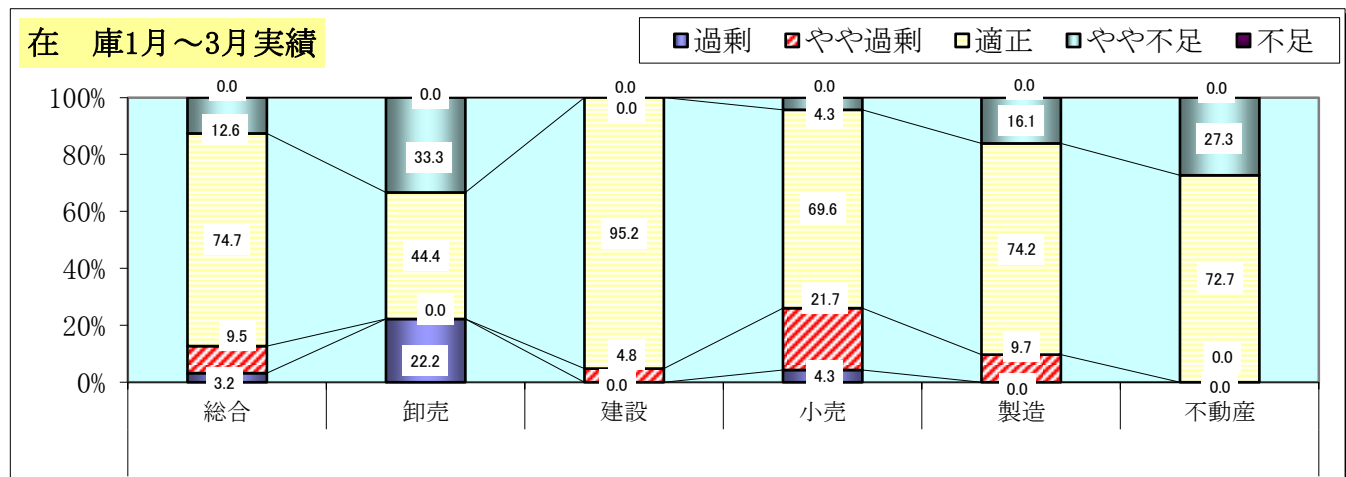 在　庫1月～3月実績
過剰 やや過剰 適正 やや不足 不足
0.0 0.0 0.0 0.0 0.0 0.0
100% 12.6 33.3 0.0 4.3 16.1 27.3
80%
60% 74.7 44.4 95.2 69.6 74.2 72.7
40%
20% 9.5 0.0 4.8 21.7 9.7 0.0
0% 3.2 22.2 0.0 4.3 0.0 0.0
総合 卸売 建設 小売 製造 不動産